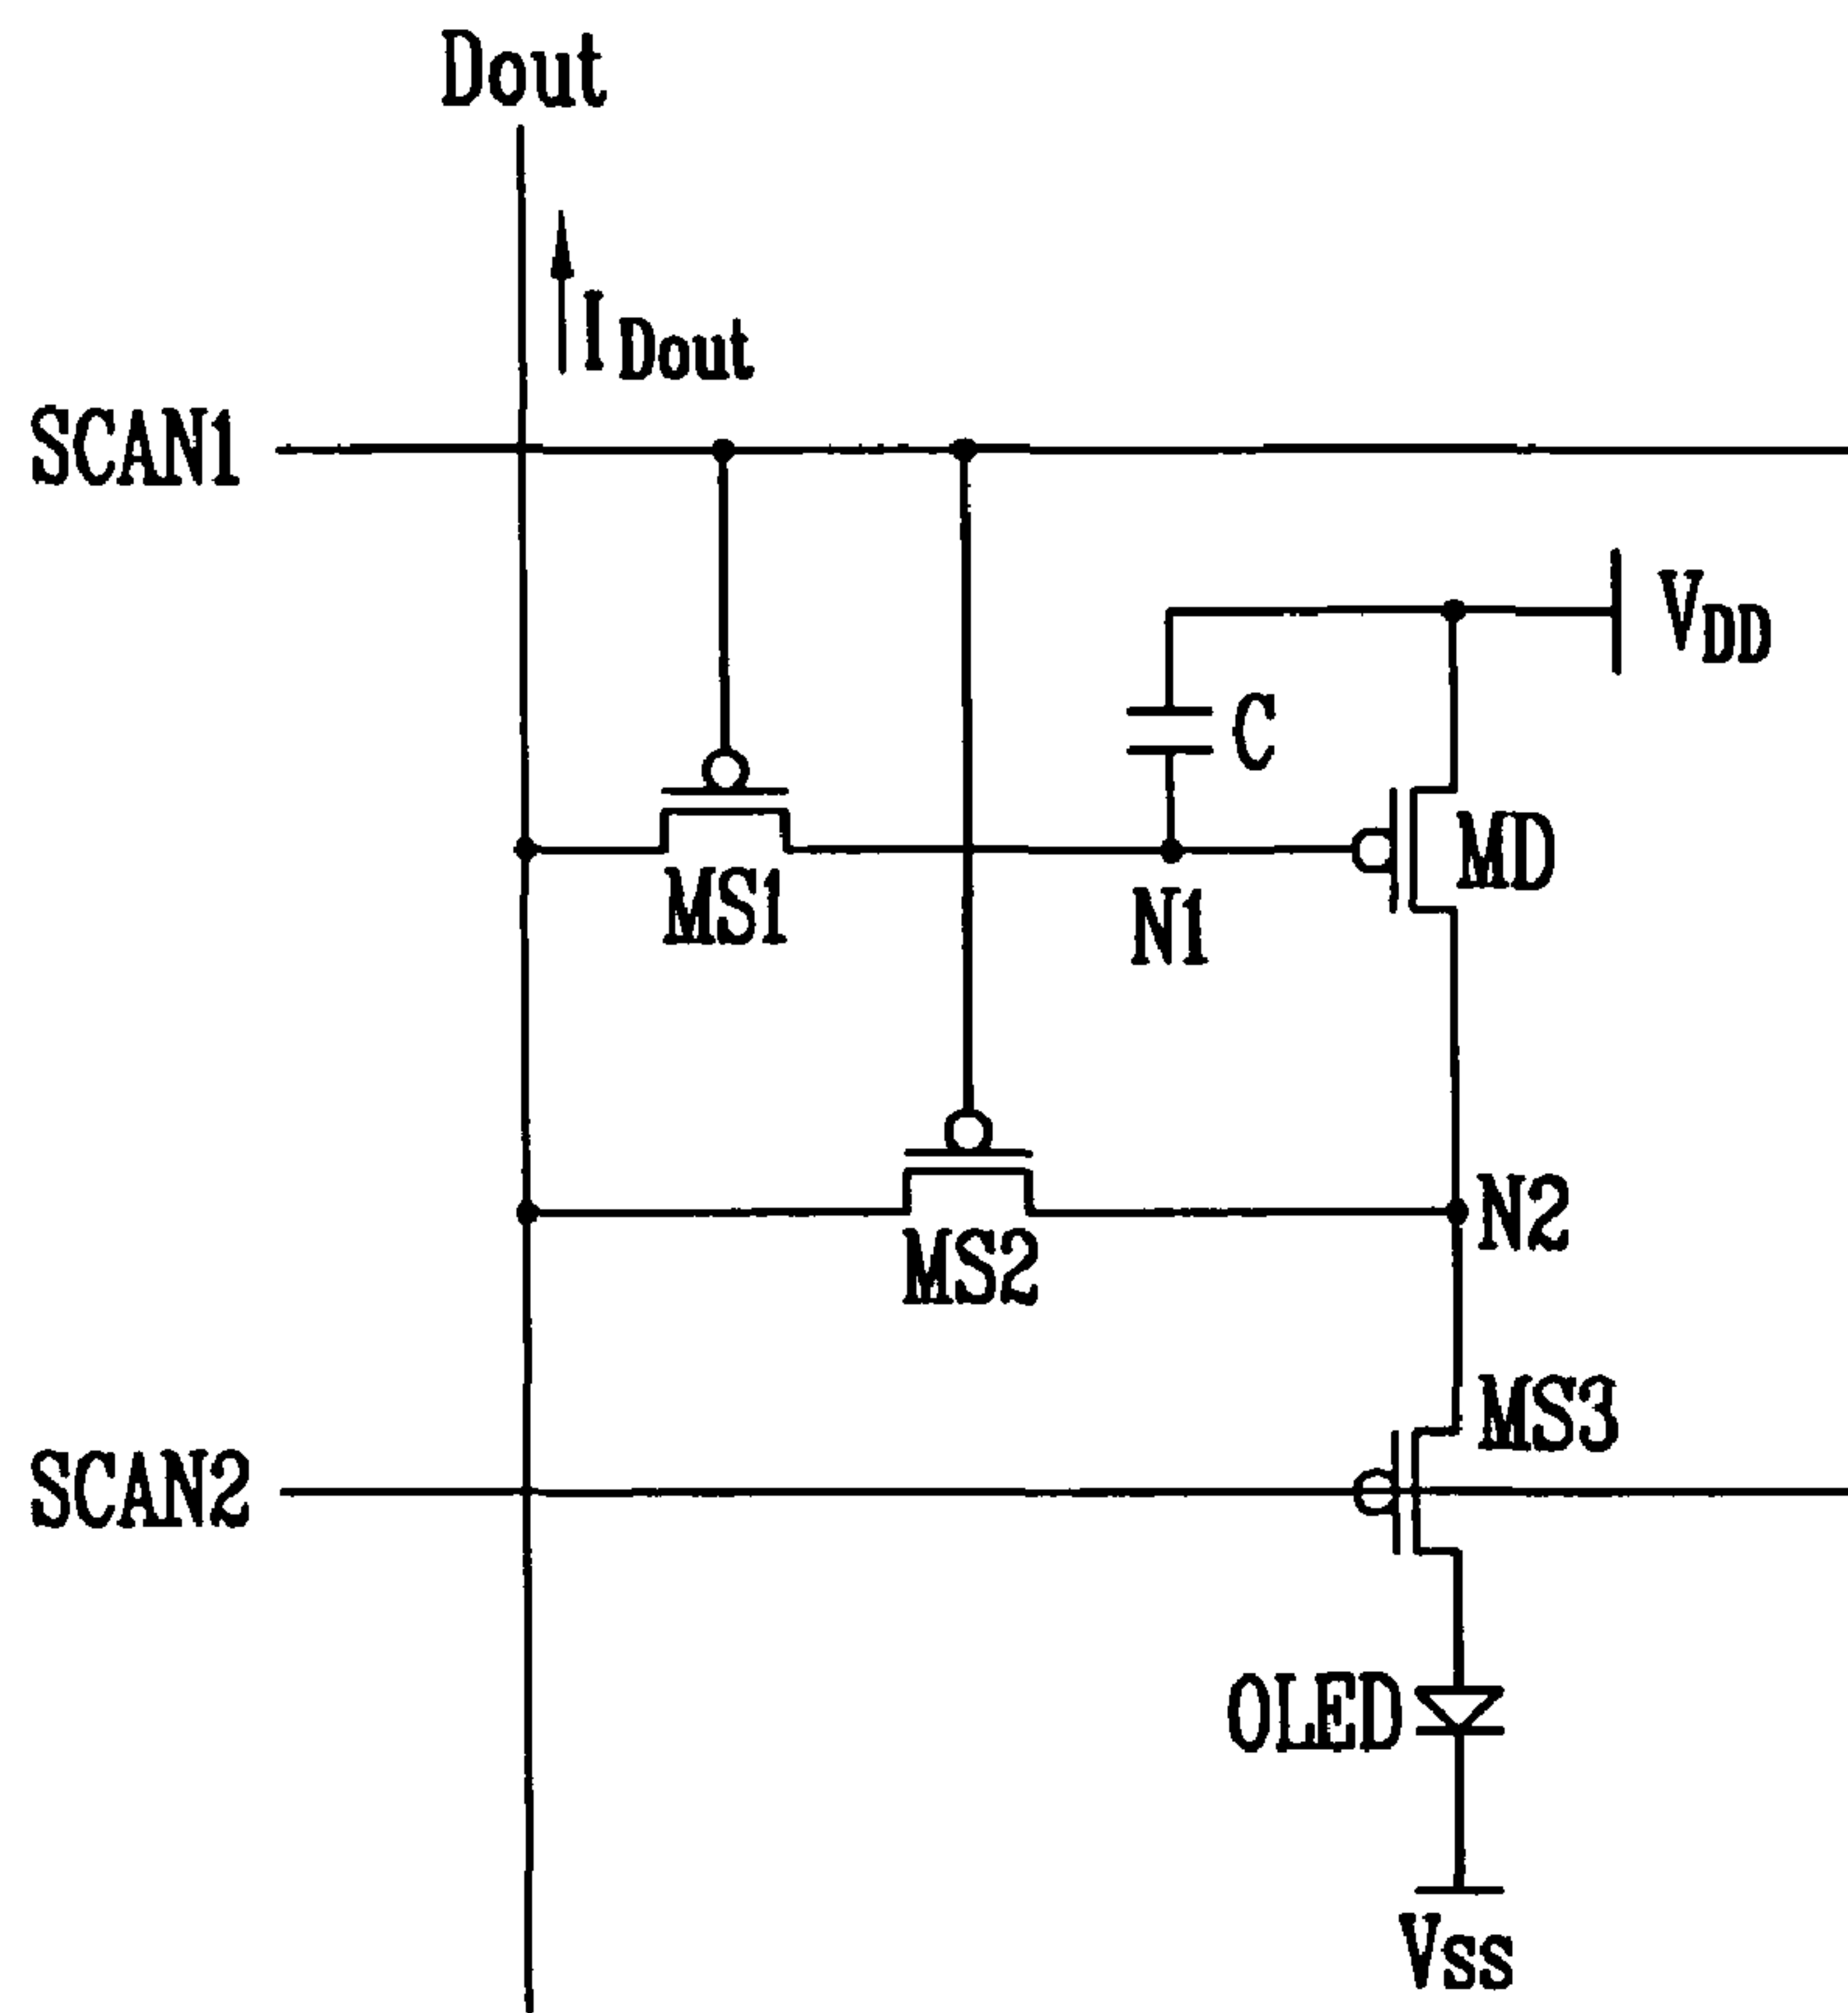 Dout
I Dout
SCAN1
VDD
C
MD
MS1
N1
N2
MS2
MS3
SCAN2
OLED
VSS